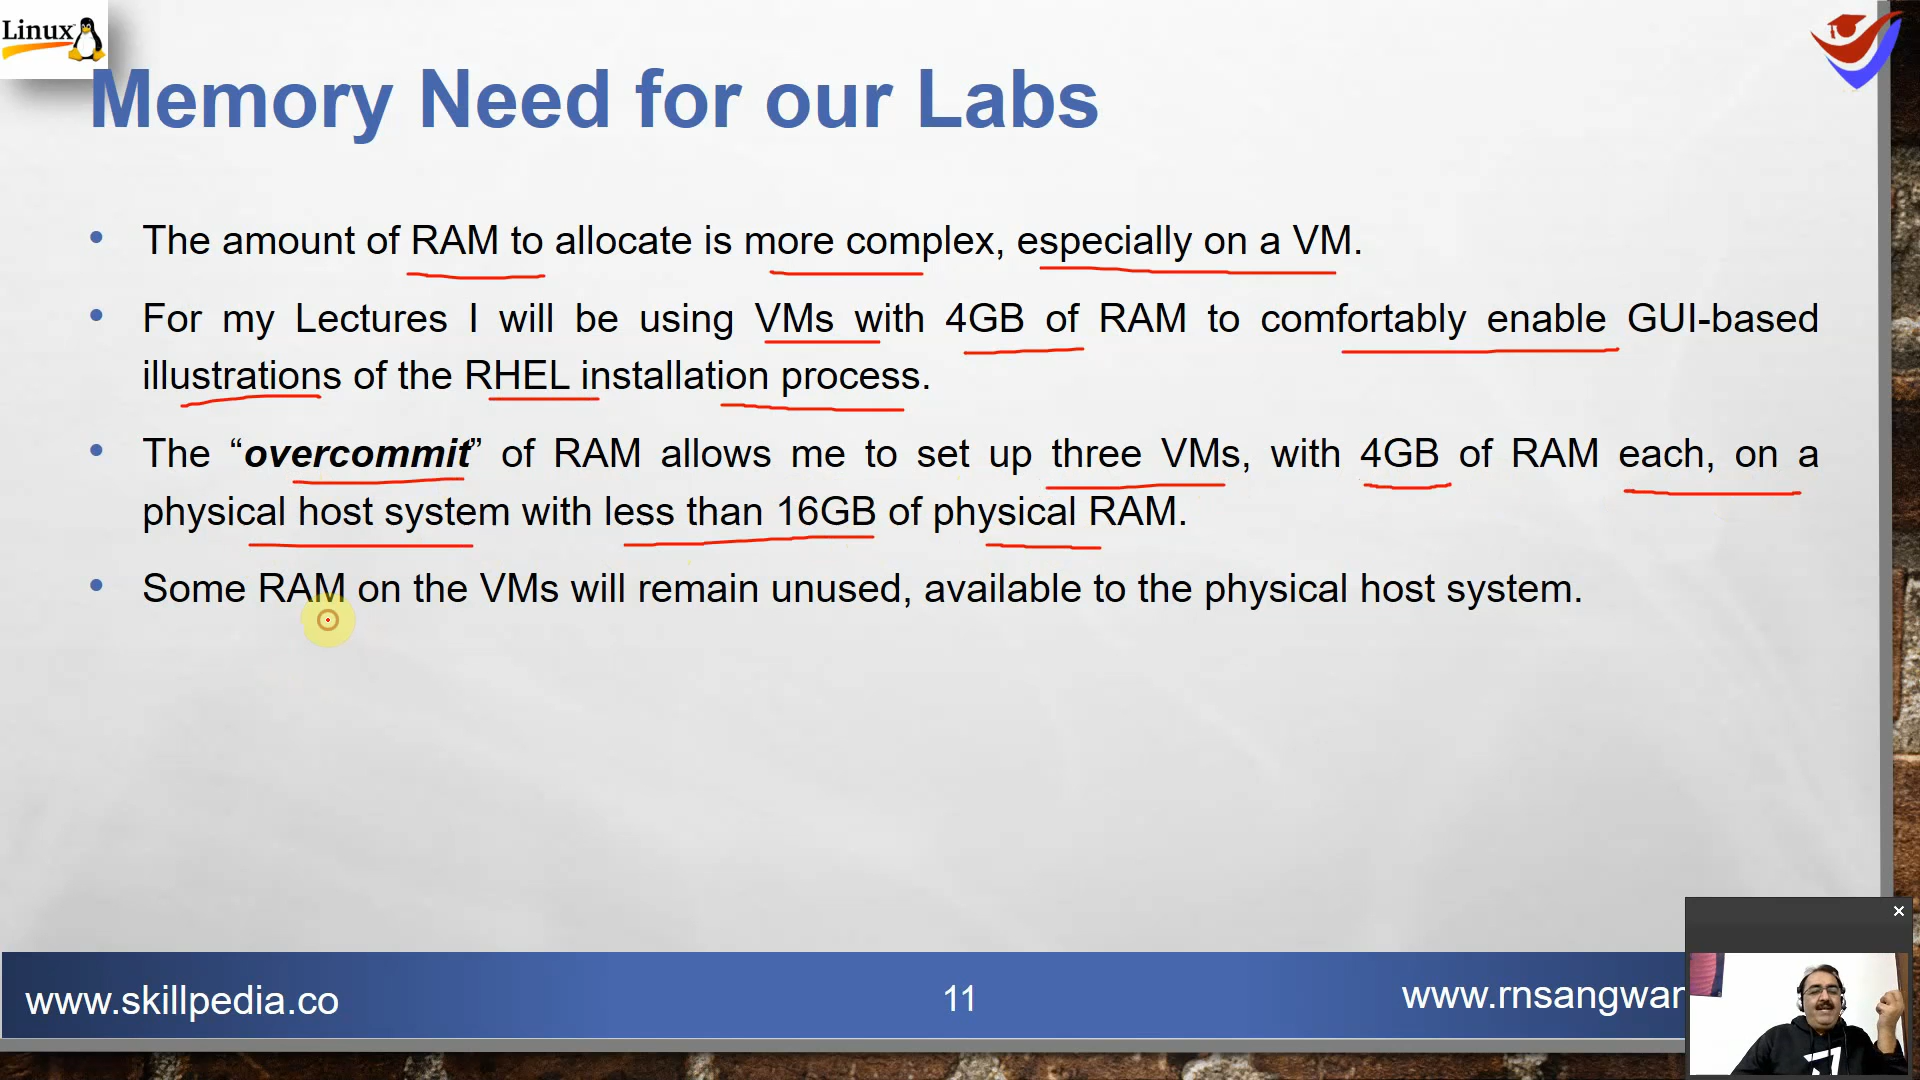 Linux
Memory Need for our Labs
• The amount of RAM to allocate is more complex, especially on a VM.
• For my Lectures I will be using VMs with 4GB of RAM to comfortably enable GUI-based
illustrations of the RHEL installation process.
• The “overcommit” of RAM allows me to set up three VMs, with 4GB of RAM each, on a
physical host system with less than 16GB of physical RAM.
• Some RAM on the VMs will remain unused, available to the physical host system.
www.skillpedia.co
11
www.rnsangwan